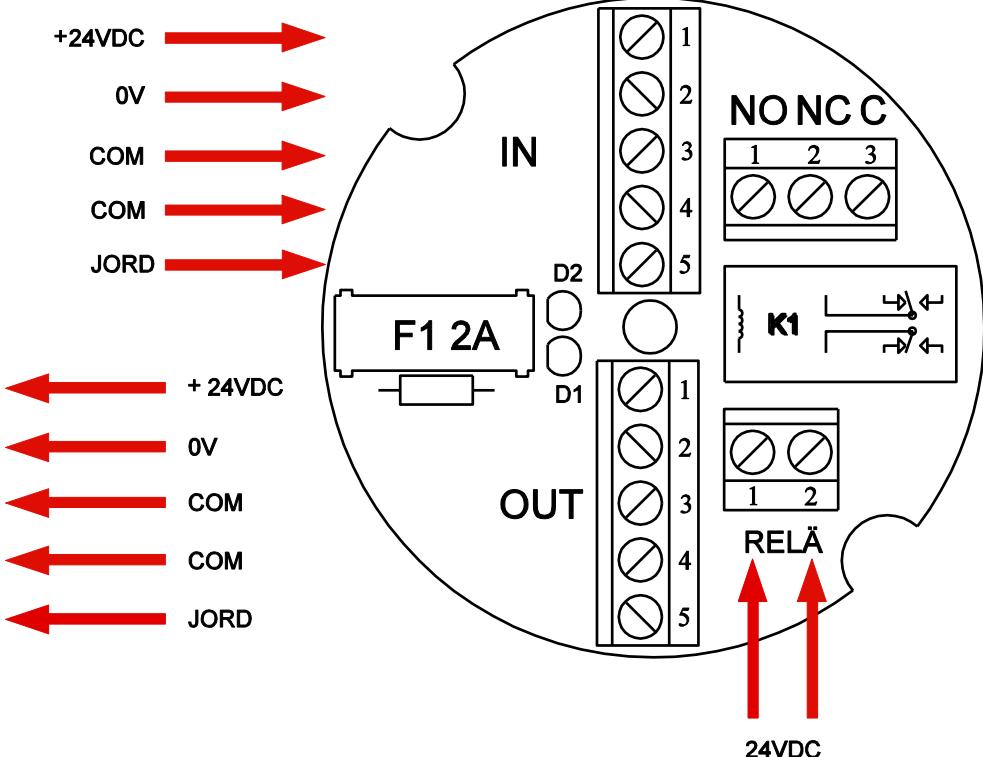 +24VDC
0V
COM
COM
JORD
IN
1
2
3
4
5
NO NC C
1 2 3
D2
F1 2A
D1
K1
+ 24VDC
0V
COM
COM
JORD
OUT
1
2
3
4
5
1 2
RELÄ
24VDC